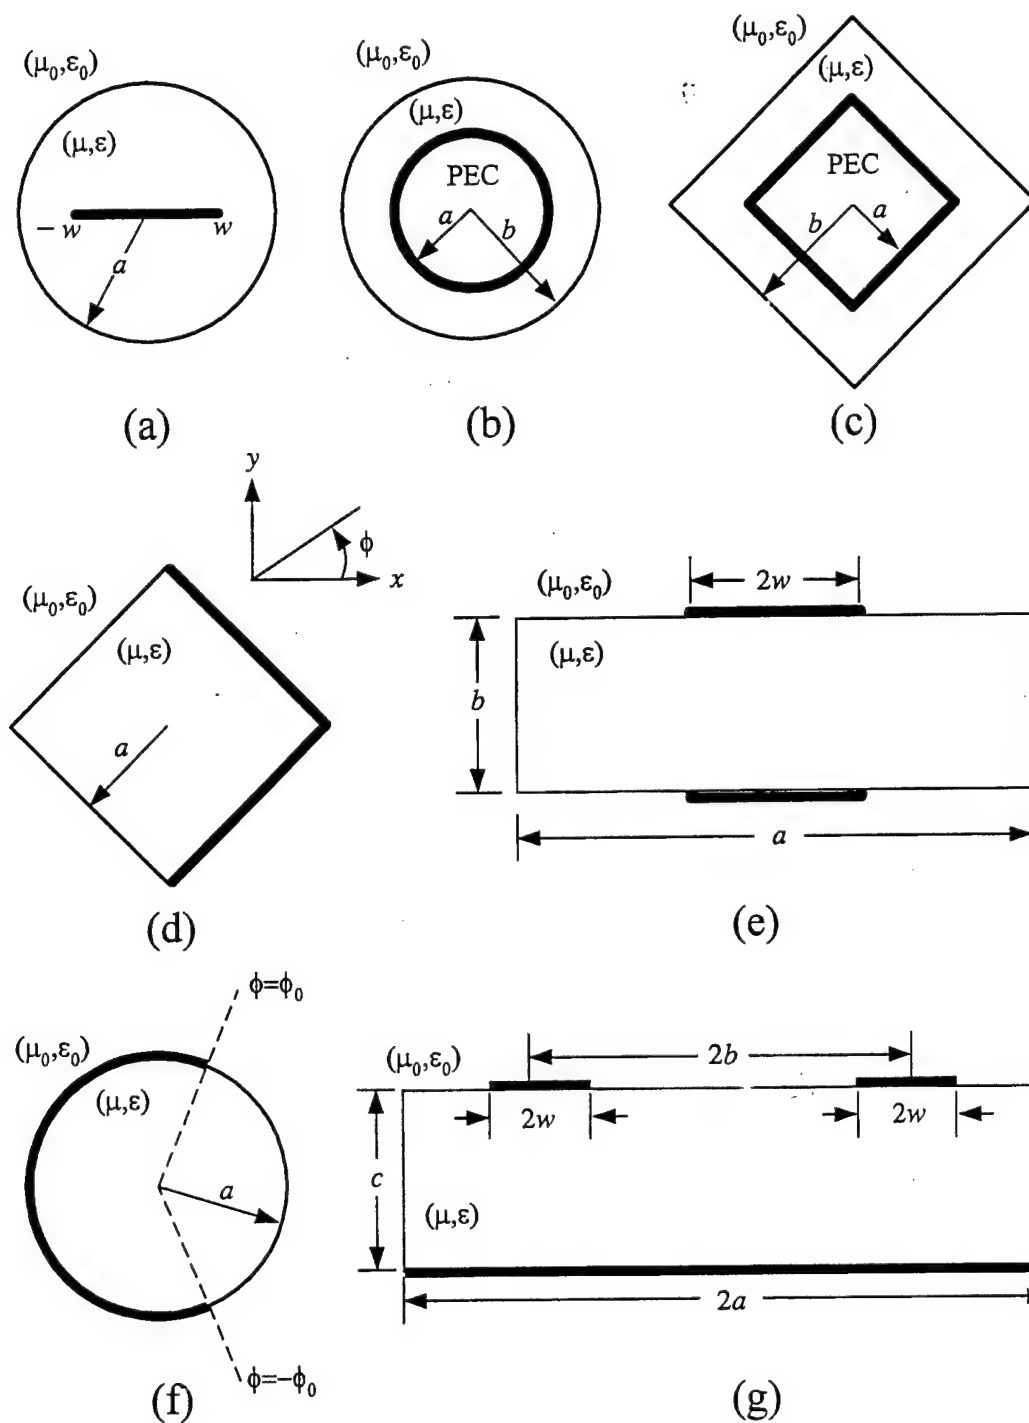 (μ₀,ε₀)
(μ,ε)
−w
w
a
(a)
(μ₀,ε₀)
(μ,ε)
PEC
a
b
(b)
(μ₀,ε₀)
(μ,ε)
PEC
b
a
(c)
y
ϕ
x
(μ₀,ε₀)
(μ,ε)
a
(d)
(μ₀,ε₀)
2w
(μ,ε)
b
a
(e)
ϕ=ϕ₀
(μ₀,ε₀)
(μ,ε)
a
ϕ=−ϕ₀
(f)
(μ₀,ε₀)
2b
2w
2w
c
(μ,ε)
2a
(g)